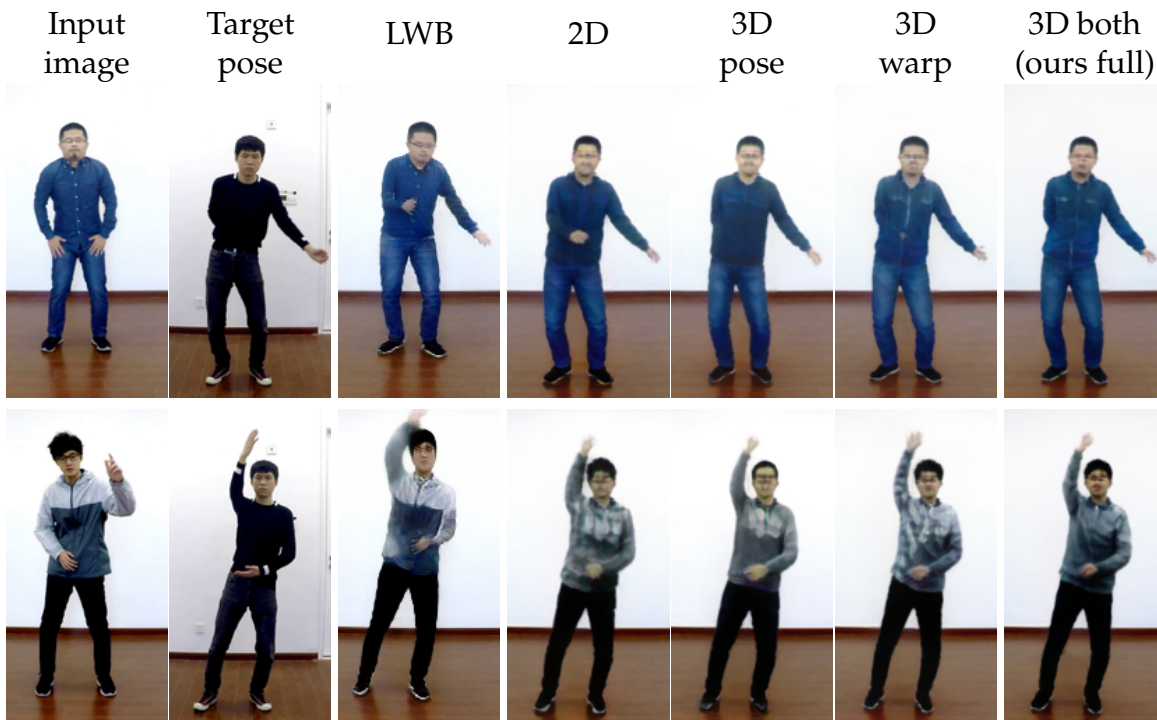 Input image
Target pose
LWB
2D
3D pose
3D warp
3D both (ours full)